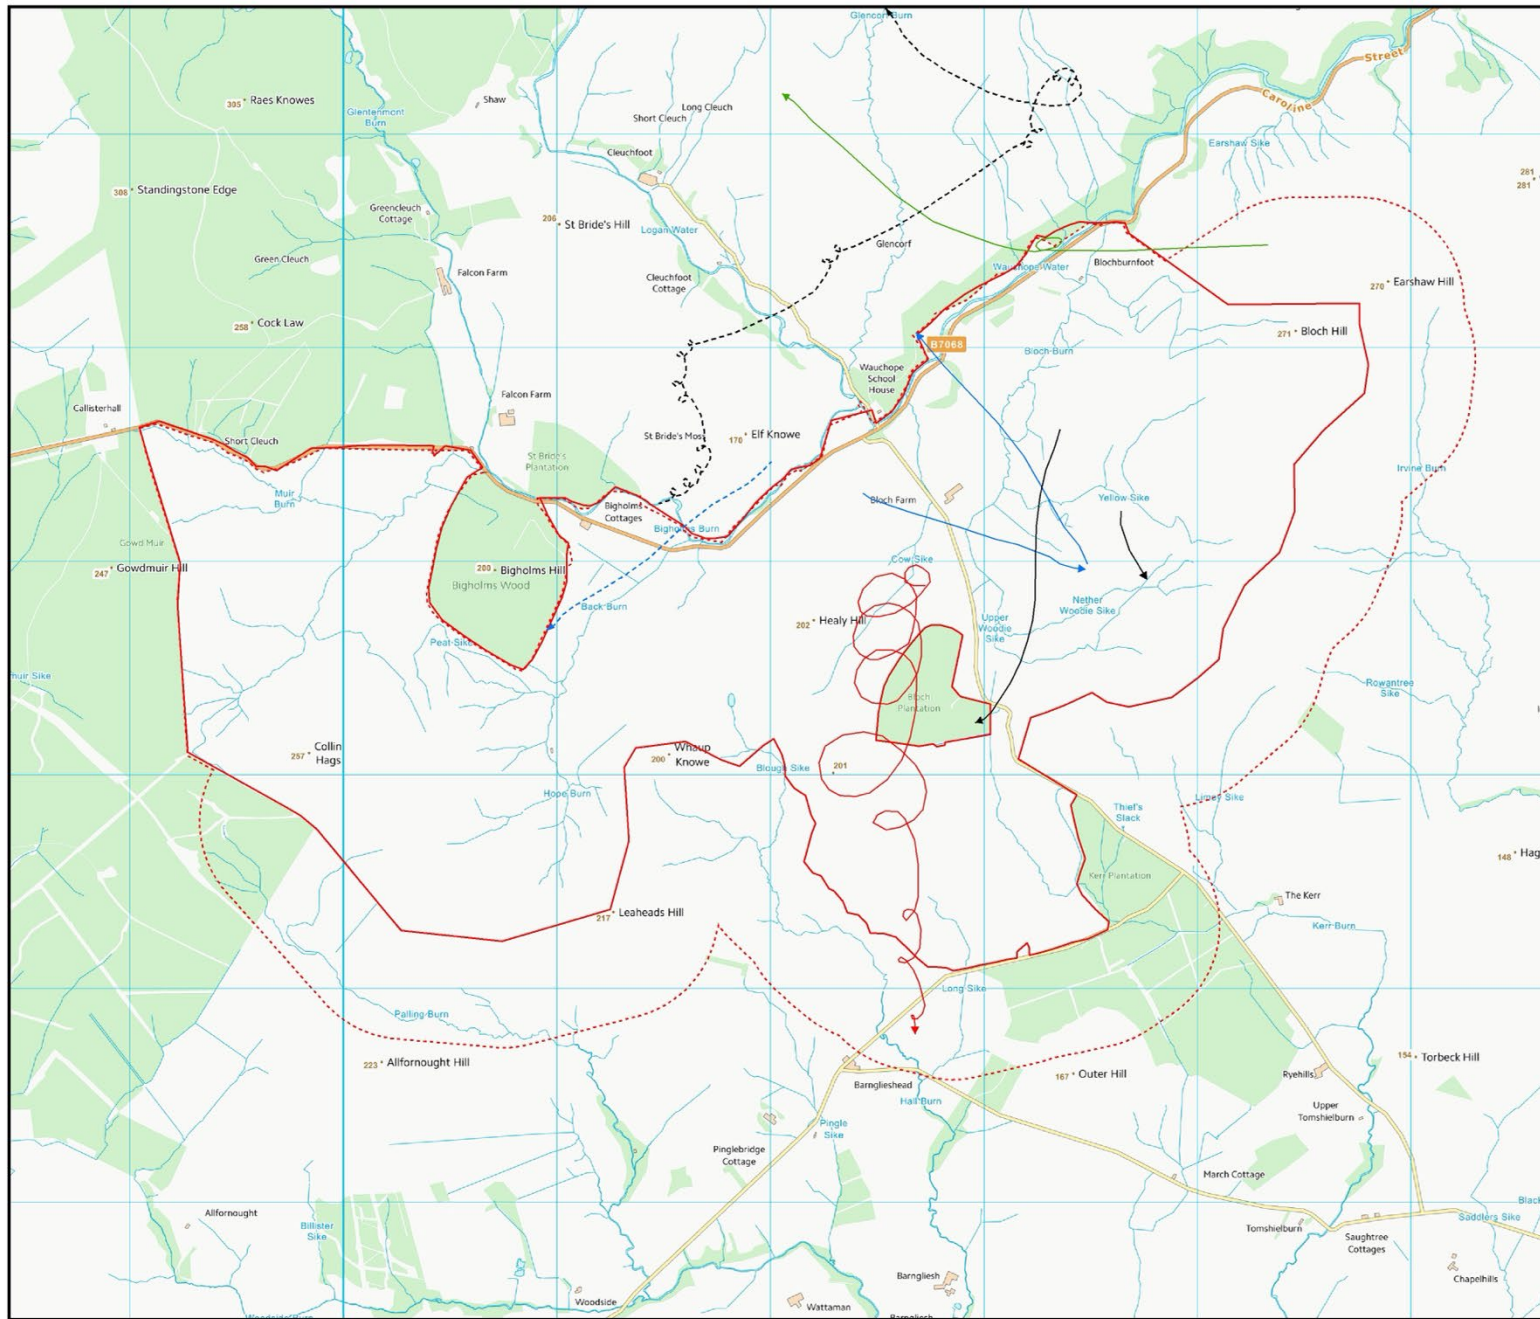 Glencorf Burn
Street
Caroline
305 Raes Knowes
Shaw
Long Cleuch
Short Cleuch
Glentenmont
Burn
Cleuchfoot
Earshaw Sike
281
281
308 Standingstone Edge
Greencleuch
Cottage
206
St Bride's Hill
Logan Water
Glencorf
Green Cleuch
Falcon Farm
Cleuchfoot
Cottage
Wauchope Water
Blochburnfoot
270 Earshaw Hill
258 Cock Law
271 Bloch Hill
B7068
Bloch Burn
Wauchope
School
House
Callisterhall
Falcon Farm
Short Cleuch
St Bride's Moss
170 Elf Knowe
St Bride's
Plantation
Irvine Burn
Muir
Burn
Bigholms
Cottages
Bloch Farm
Yellow Sike
Bigholms Burn
Gowd Muir
247 Gowdmuir Hill
200 Bigholms Hill
Bigholms Wood
Cow Sike
Back Burn
Nether
Woodie Sike
202 Healy Hill
Upper
Woodie
Sike
Peat Sike
muir Sike
Rowantree
Sike
Bloch
Plantation
257 Collin
Hags
200 Whaup
Knowe
Blough Sike
201
Hope Burn
Limey Sike
Thief's
Slack
148 Hag
Kerr Plantation
The Kerr
217 Leaheads Hill
Kerr Burn
Long Sike
Palling Burn
223 Allfornought Hill
154 Torbeck Hill
Barnglieshead
167 Outer Hill
Ryehills
Hall Burn
Upper
Tomshielburn
Pingle
Sike
Pinglebridge
Cottage
March Cottage
Allfornought
Billister
Sike
Black
Saddlers Sike
Tomshielburn
Saughtree
Cottages
Barngliesh
Chapelhills
Woodside
Wattaman